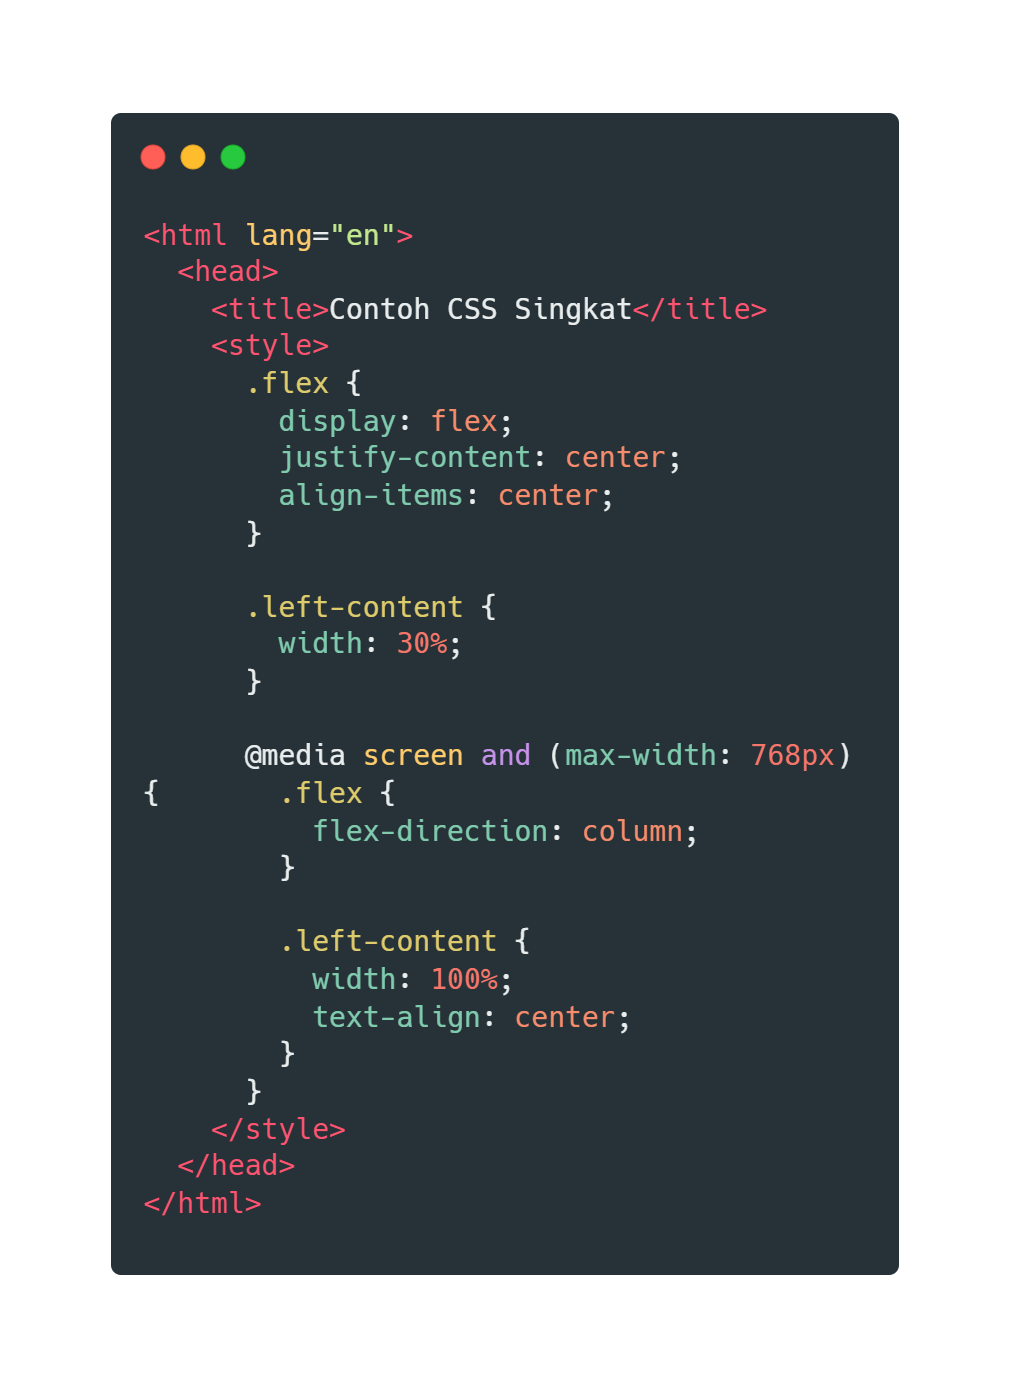 <html lang="en">
  <head>
    <title>Contoh CSS Singkat</title>
    <style>
      .flex {
        display: flex;
        justify-content: center;
        align-items: center;
      }

      .left-content {
        width: 30%;
      }

      @media screen and (max-width: 768px)
{       .flex {
          flex-direction: column;
        }

        .left-content {
          width: 100%;
          text-align: center;
        }
      }
    </style>
  </head>
</html>